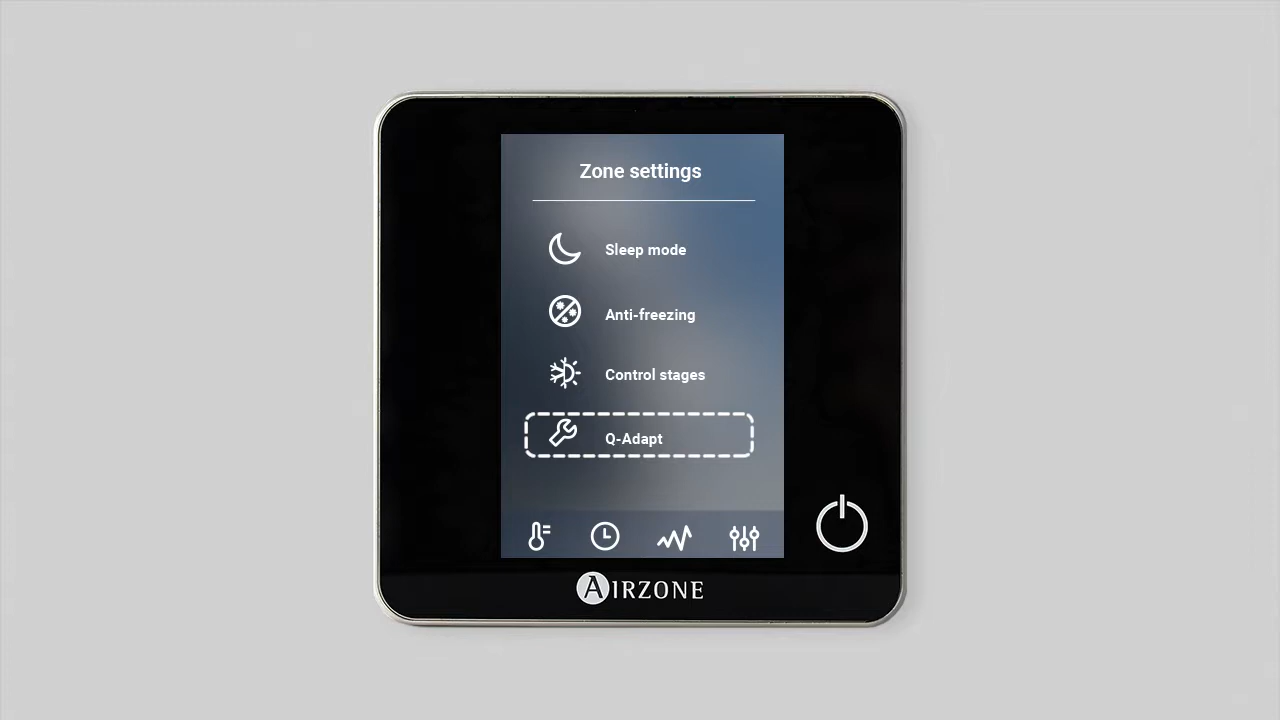 Zone settings
Sleep mode
Anti-freezing
Control stages
Q-Adapt
AIRZONE